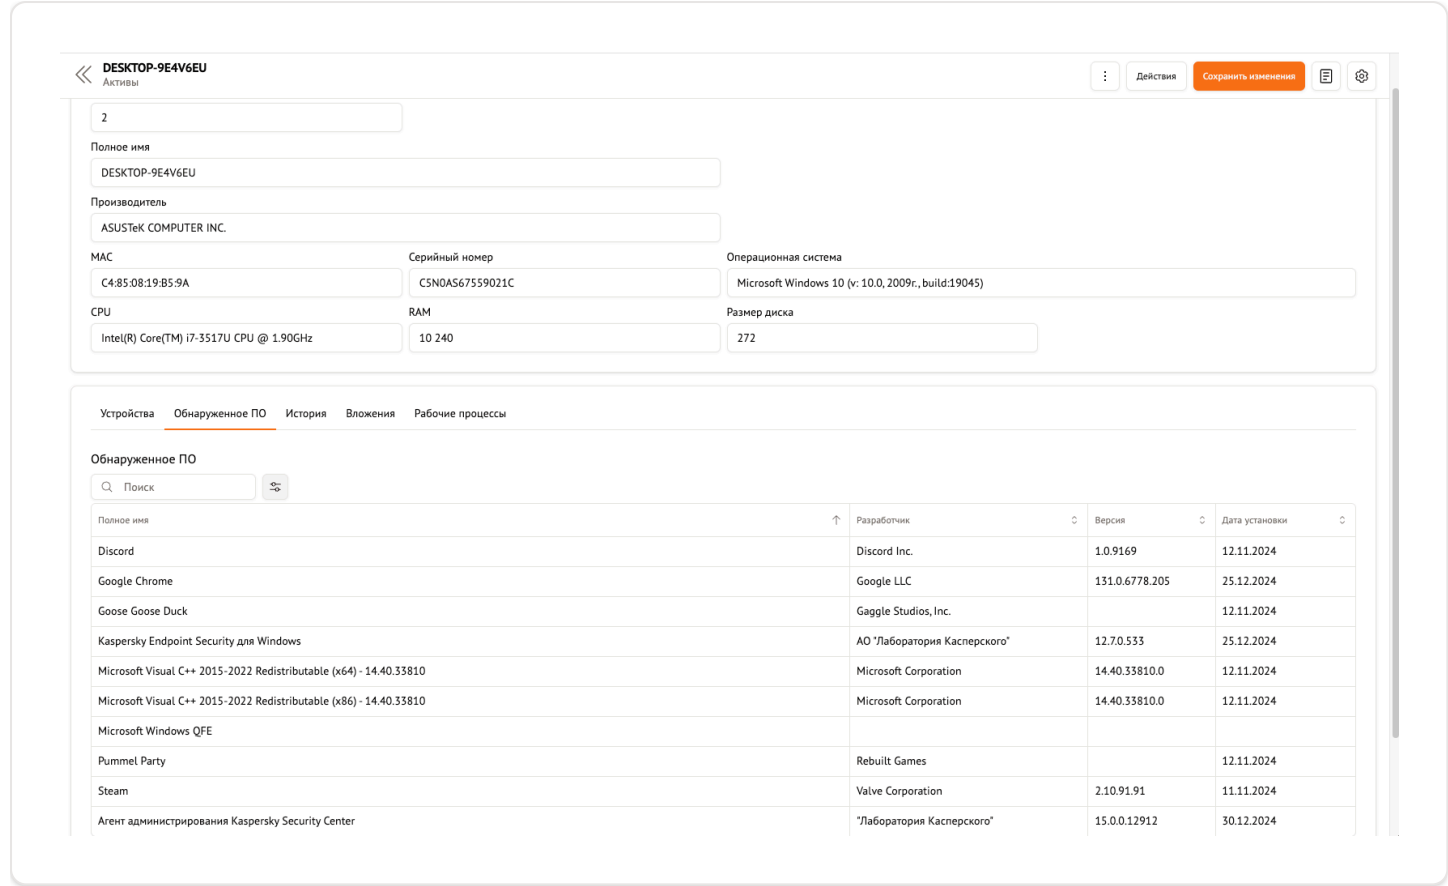 DESKTOP-9E4V6EU
Активы
Действия
Сохранить изменения
2
Полное имя
DESKTOP-9E4V6EU
Производитель
ASUSTeK COMPUTER INC.
MAC Серийный номер Операционная система
C4:85:08:19:B5:9A C5N0AS67559021C Microsoft Windows 10 (v: 10.0, 2009г., build:19045)
CPU RAM Размер диска
Intel(R) Core(TM) i7-3517U CPU @ 1.90GHz 10 240 272
Устройства Обнаруженное ПО История Вложения Рабочие процессы
Обнаруженное ПО
Поиск
Полное имя Разработчик Версия Дата установки
Discord Discord Inc. 1.0.9169 12.11.2024
Google Chrome Google LLC 131.0.6778.205 25.12.2024
Goose Goose Duck Gaggle Studios, Inc. 12.11.2024
Kaspersky Endpoint Security для Windows АО "Лаборатория Касперского" 12.7.0.533 25.12.2024
Microsoft Visual C++ 2015-2022 Redistributable (x64) - 14.40.33810 Microsoft Corporation 14.40.33810.0 12.11.2024
Microsoft Visual C++ 2015-2022 Redistributable (x86) - 14.40.33810 Microsoft Corporation 14.40.33810.0 12.11.2024
Microsoft Windows QFE
Pummel Party Rebuilt Games 12.11.2024
Steam Valve Corporation 2.10.91.91 11.11.2024
Агент администрирования Kaspersky Security Center "Лаборатория Касперского" 15.0.0.12912 30.12.2024